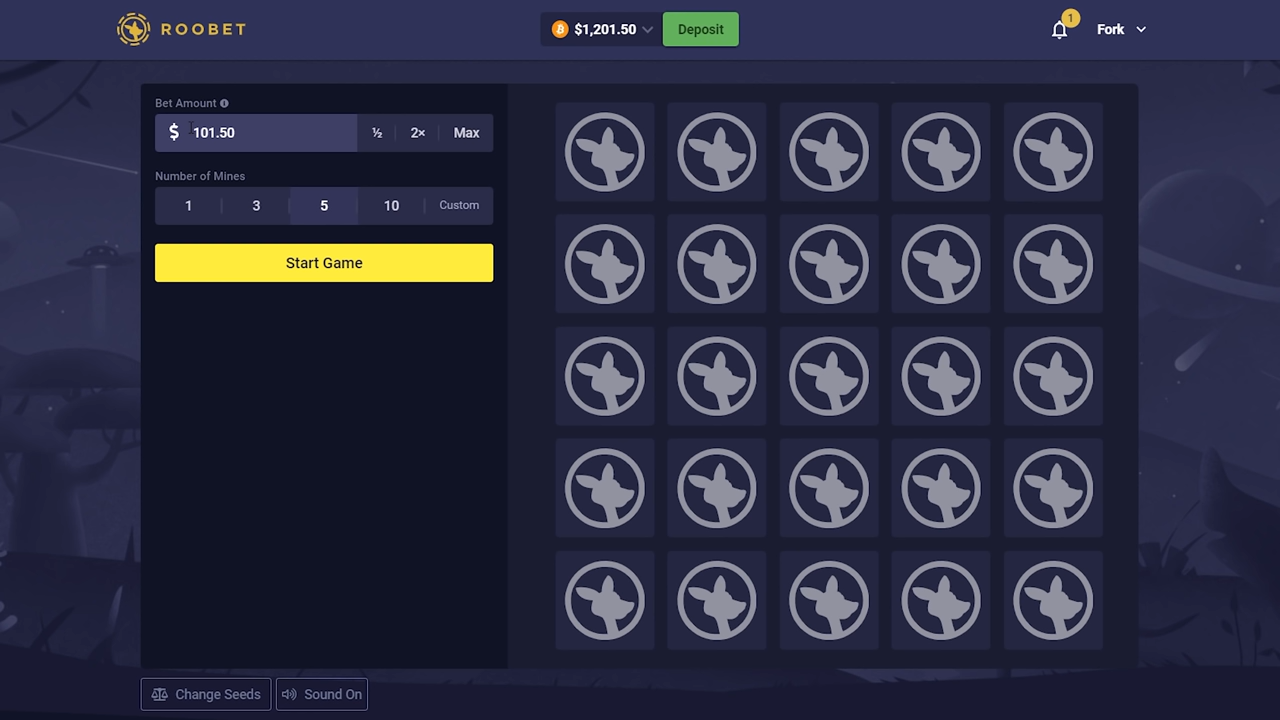 ROOBET
$1,201.50
Deposit
1
Fork
Bet Amount
$ 101.50
½
2×
Max
Number of Mines
1
3
5
10
Custom
Start Game
Change Seeds
Sound On